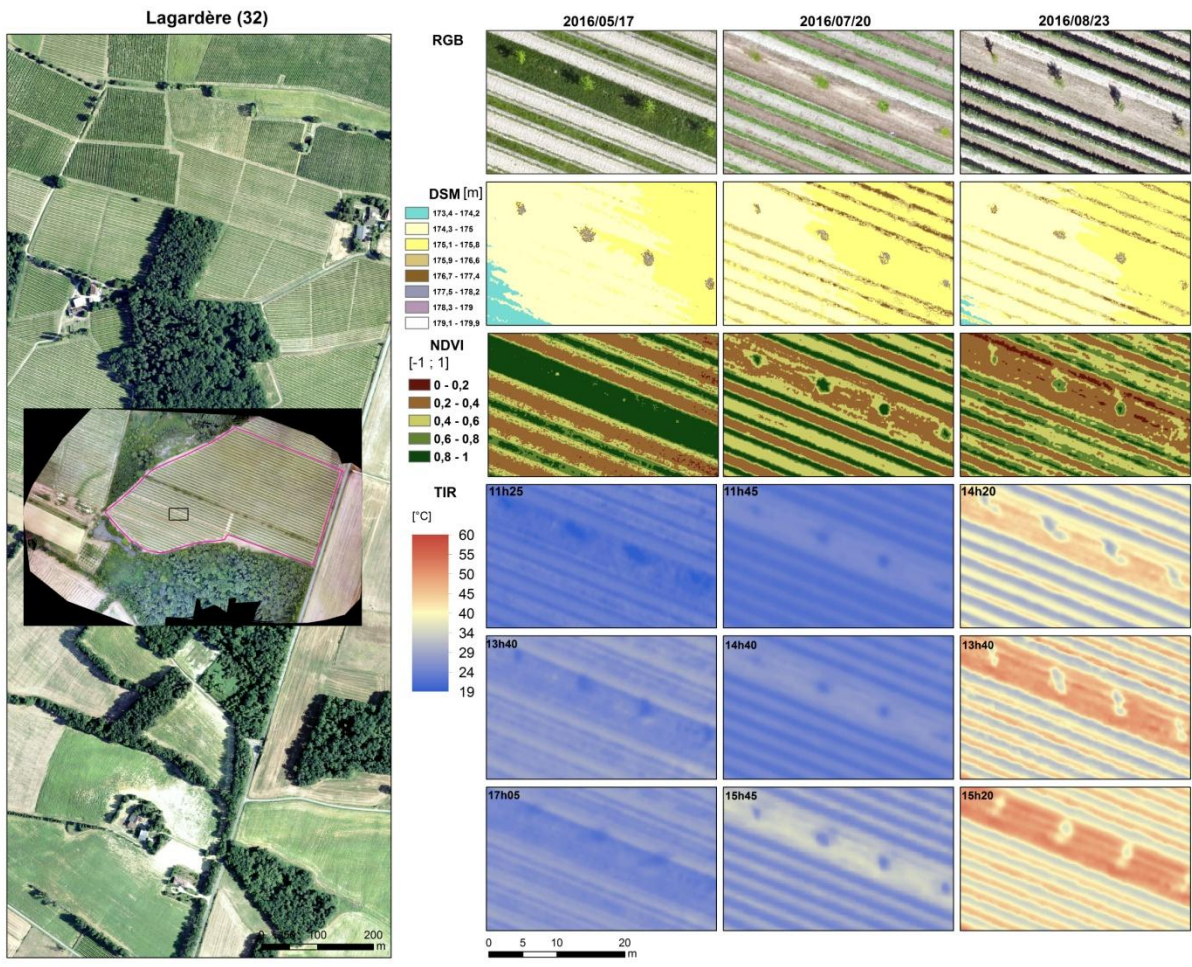 Lagardère (32)
2016/05/17
2016/07/20
2016/08/23
RGB
DSM [m]
173,4 - 174,2
174,3 - 175
175,1 - 175,8
175,9 - 176,6
176,7 - 177,4
177,5 - 178,2
178,3 - 179
179,1 - 179,9
NDVI
[-1 ; 1]
0 - 0,2
0,2 - 0,4
0,4 - 0,6
0,6 - 0,8
0,8 - 1
TIR
[°C]
60
55
50
45
40
34
29
24
19
11h25
11h45
14h20
13h40
14h40
13h40
17h05
15h45
15h20
0 50 100 200
m
0 5 10 20
m